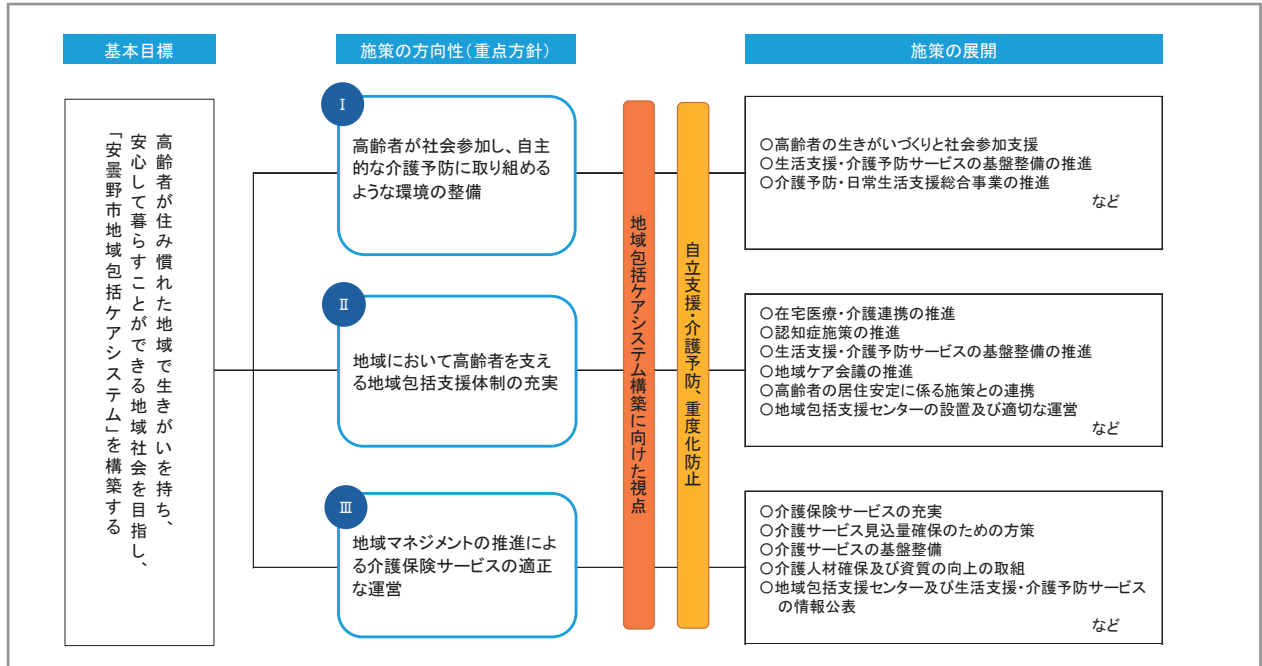 基本目標
施策の方向性（重点方針）
施策の展開
高齢者が住み慣れた地域で生きがいを持ち、
安心して暮らすことができる地域社会を目指し、
「安曇野市地域包括ケアシステム」を構築する
Ⅰ
高齢者が社会参加し、自主
的な介護予防に取り組める
ような環境の整備
Ⅱ
地域において高齢者を支え
る地域包括支援体制の充実
Ⅲ
地域マネジメントの推進によ
る介護保険サービスの適正
な運営
地域包括ケアシステム構築に向けた視点
自立支援・介護予防、重度化防止
○高齢者の生きがいづくりと社会参加支援
○生活支援・介護予防サービスの基盤整備の推進
○介護予防・日常生活支援総合事業の推進
など
○在宅医療・介護連携の推進
○認知症施策の推進
○生活支援・介護予防サービスの基盤整備の推進
○地域ケア会議の推進
○高齢者の居住安定に係る施策との連携
○地域包括支援センターの設置及び適切な運営
など
○介護保険サービスの充実
○介護サービス見込量確保のための方策
○介護サービスの基盤整備
○介護人材確保及び資質の向上の取組
○地域包括支援センター及び生活支援・介護予防サービス
の情報公表
など